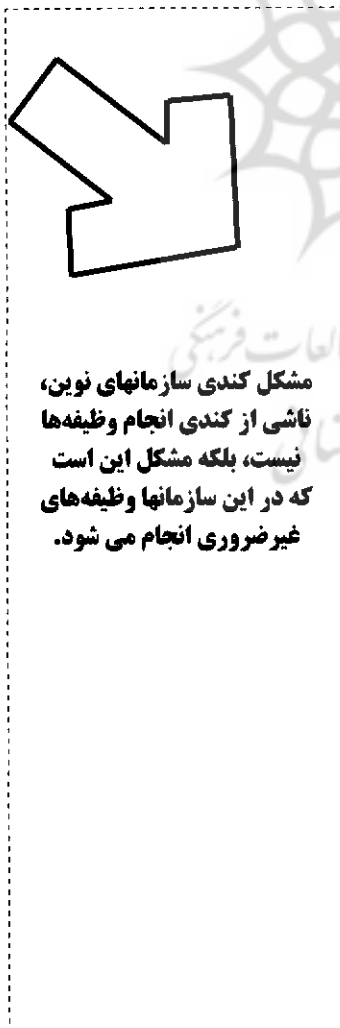 مشکل کندی سازمانهای نوین،
ناشی از کندی انجام وظیفه‌ها
نیست، بلکه مشکل این است
که در این سازمانها وظیفه‌های
غیرضروری انجام می شود.